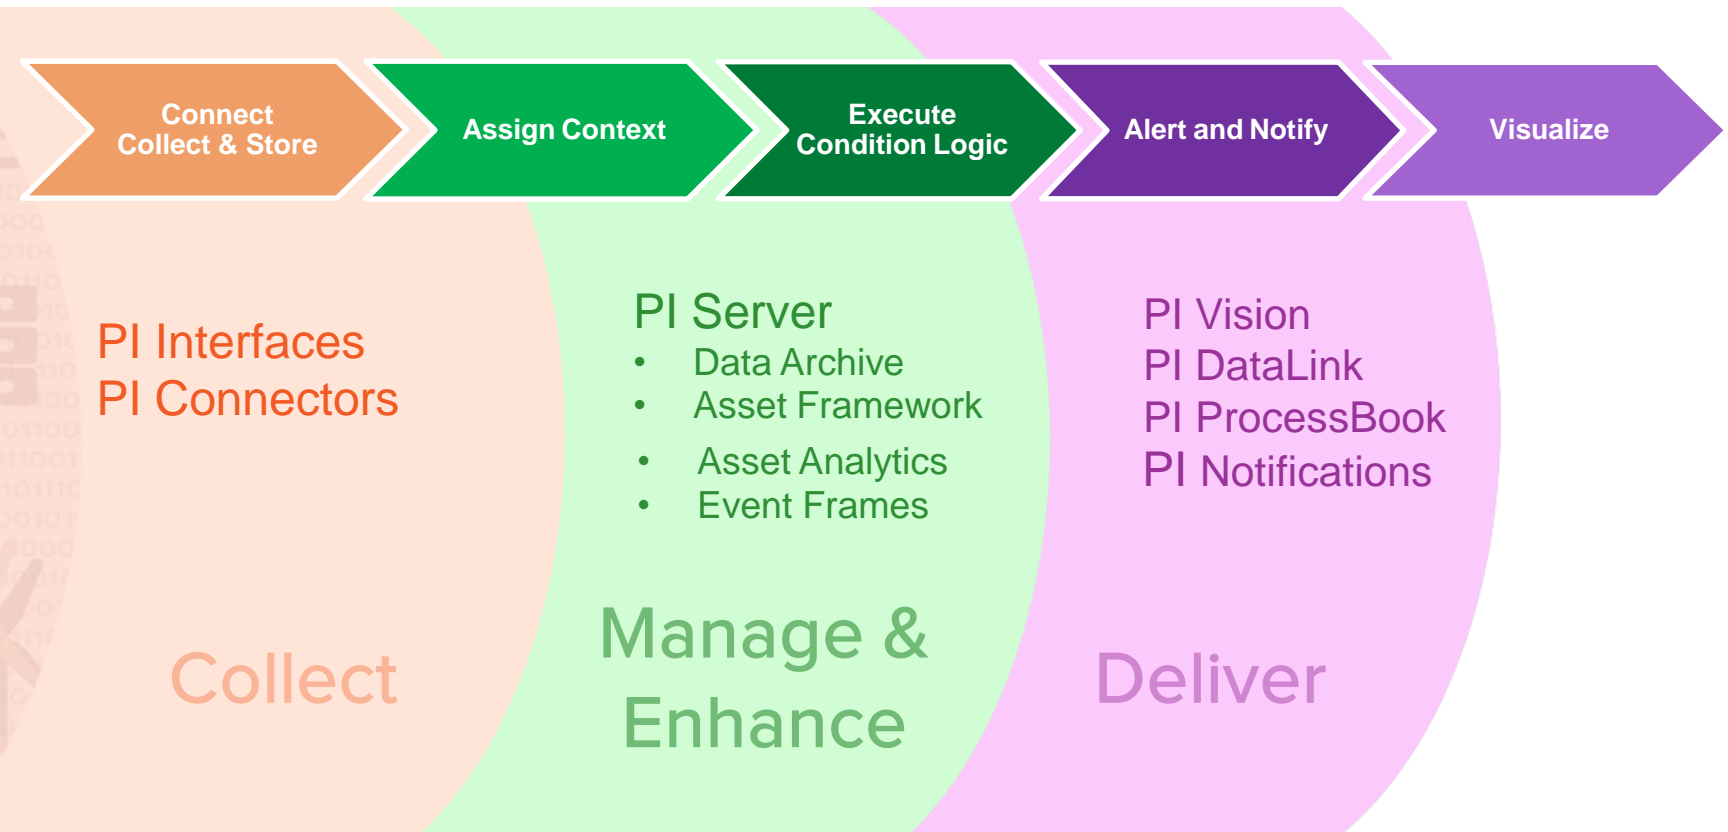 Connect
Collect & Store
Assign Context
Execute
Condition Logic
Alert and Notify
Visualize
PI Interfaces
PI Connectors
PI Server
• Data Archive
• Asset Framework
• Asset Analytics
• Event Frames
PI Vision
PI DataLink
PI ProcessBook
PI Notifications
Collect
Manage &
Enhance
Deliver